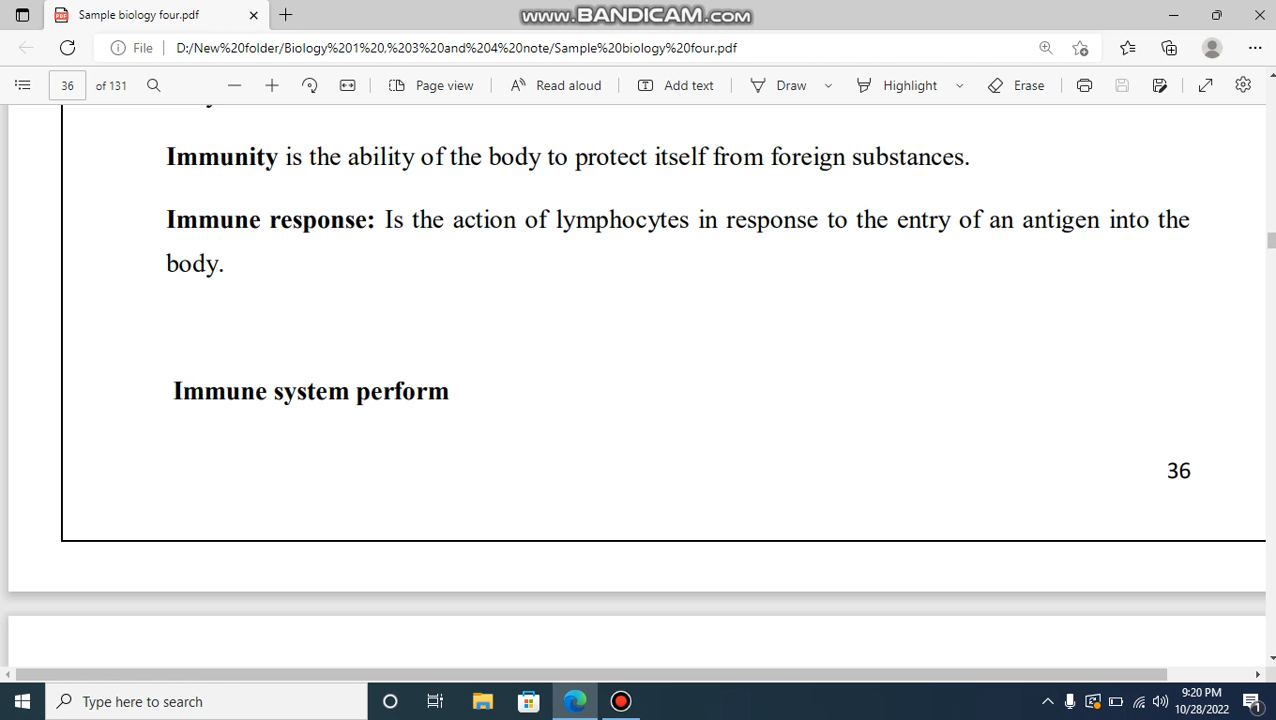 Sample biology four.pdf
www.BANDICAM.com
File
D:/New%20folder/Biology%201%20.%203%20and%204%20note/Sample%20biology%20four.pdf
36 of 131
Page view
Read aloud
Add text
Draw
Highlight
Erase
Immunity is the ability of the body to protect itself from foreign substances.
Immune response: Is the action of lymphocytes in response to the entry of an antigen into the
body.
Immune system perform
36
Type here to search
9:20 PM
10/28/2022
1